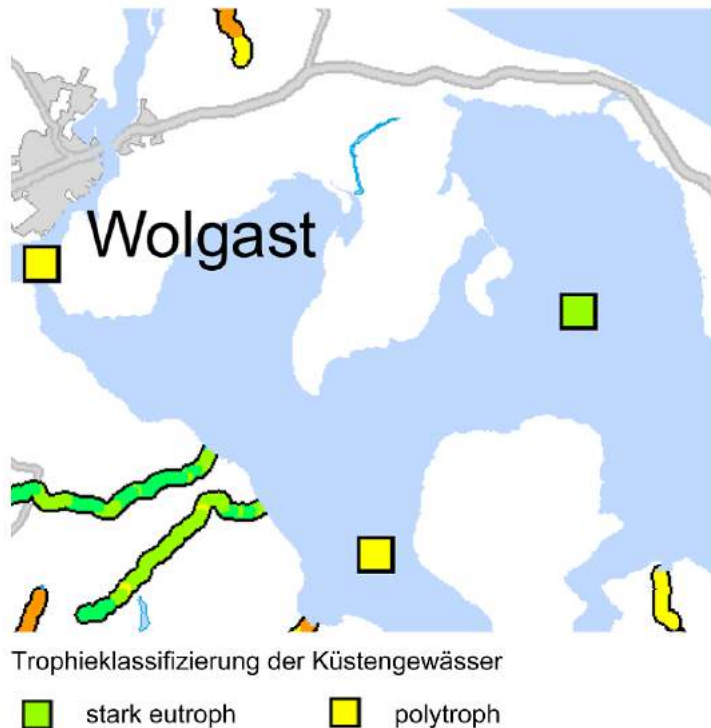 Wolgast
Trophieklassifizierung der Küstengewässer
stark eutroph polytroph